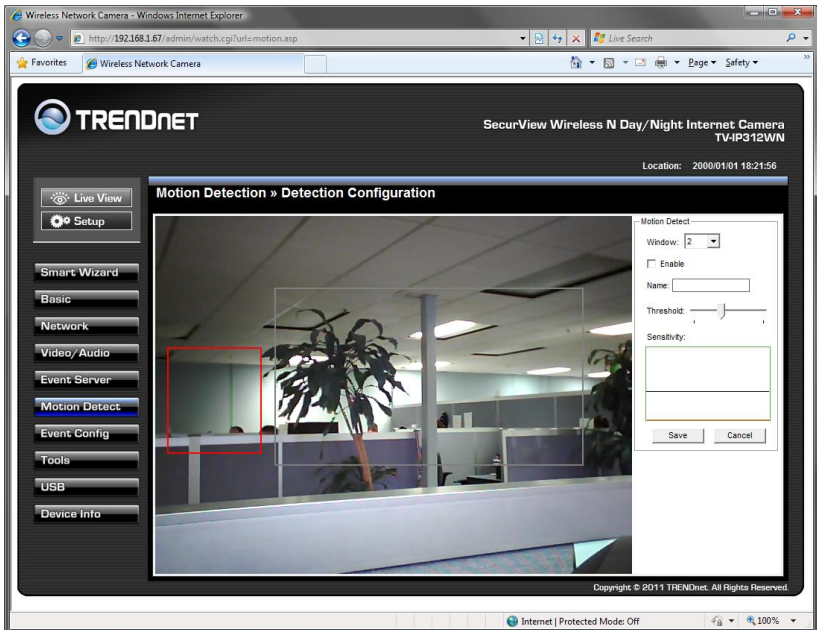 Wireless Network Camera - Windows Internet Explorer
http://192.168.1.67/admin/watch.cgi?url=motion.asp
Live Search
Favorites
Wireless Network Camera
Page
Safety
»
TRENDNET
SecurView Wireless N Day/Night Internet Camera
TV-IP312WN
Location: 2000/01/01 18:21:56
Live View
Setup
Motion Detection » Detection Configuration
Smart Wizard
Basic
Network
Video/Audio
Event Server
Motion Detect
Event Config
Tools
USB
Device Info
Motion Detect
Window: 2
Enable
Name:
Threshold:
Sensitivity:
Save
Cancel
Copyright © 2011 TRENDnet. All Rights Reserved.
Internet | Protected Mode: Off
100%